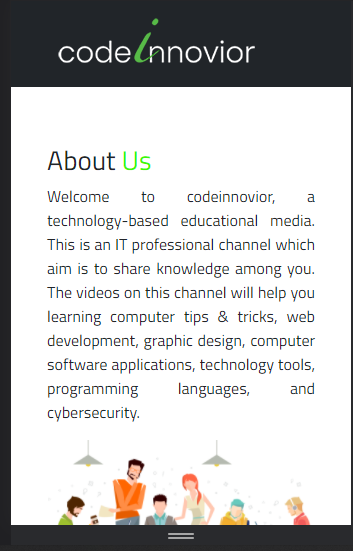 codeinnovior
About Us
Welcome to codeinnovior, a
technology-based educational media.
This is an IT professional channel which
aim is to share knowledge among you.
The videos on this channel will help you
learning computer tips & tricks, web
development, graphic design, computer
software applications, technology tools,
programming languages, and
cybersecurity.